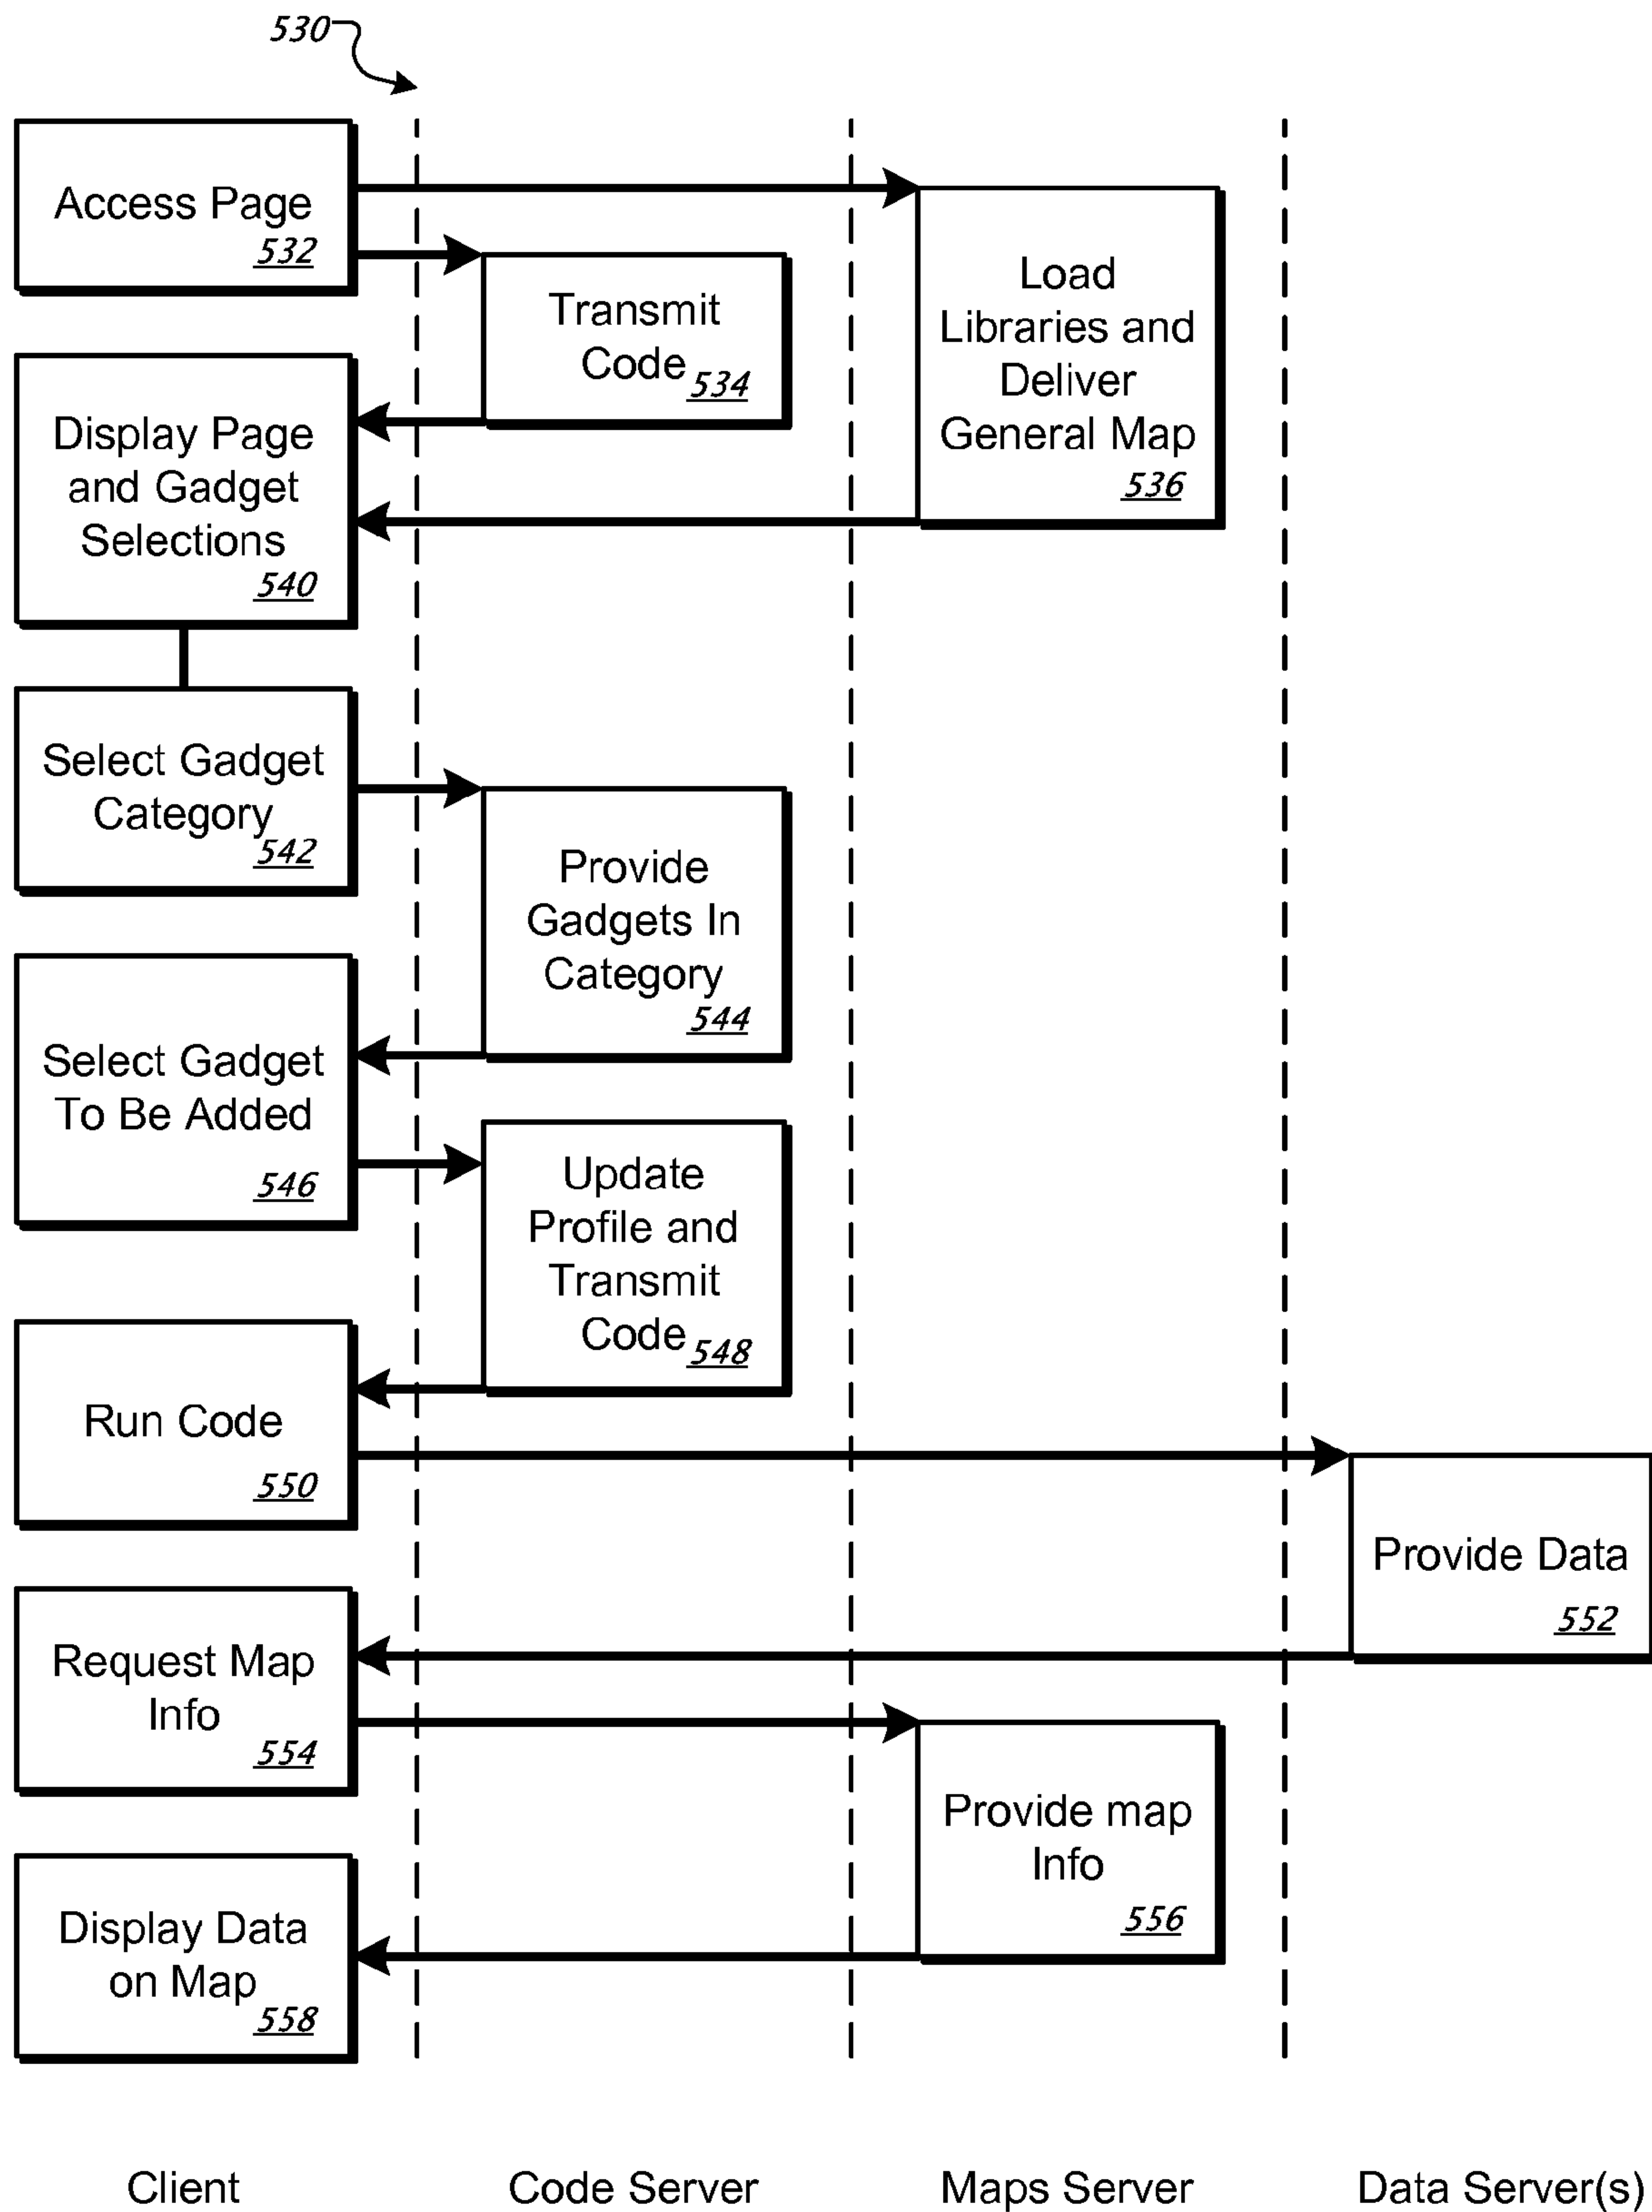 530
Access Page
532
Transmit
Code
534
Load
Libraries and
Deliver
General Map
536
Display Page
and Gadget
Selections
540
Select Gadget
Category
542
Provide
Gadgets In
Category
544
Select Gadget
To Be Added
546
Update
Profile and
Transmit
Code
548
Run Code
550
Provide Data
552
Request Map
Info
554
Provide map
Info
556
Display Data
on Map
558
Client
Code Server
Maps Server
Data Server(s)